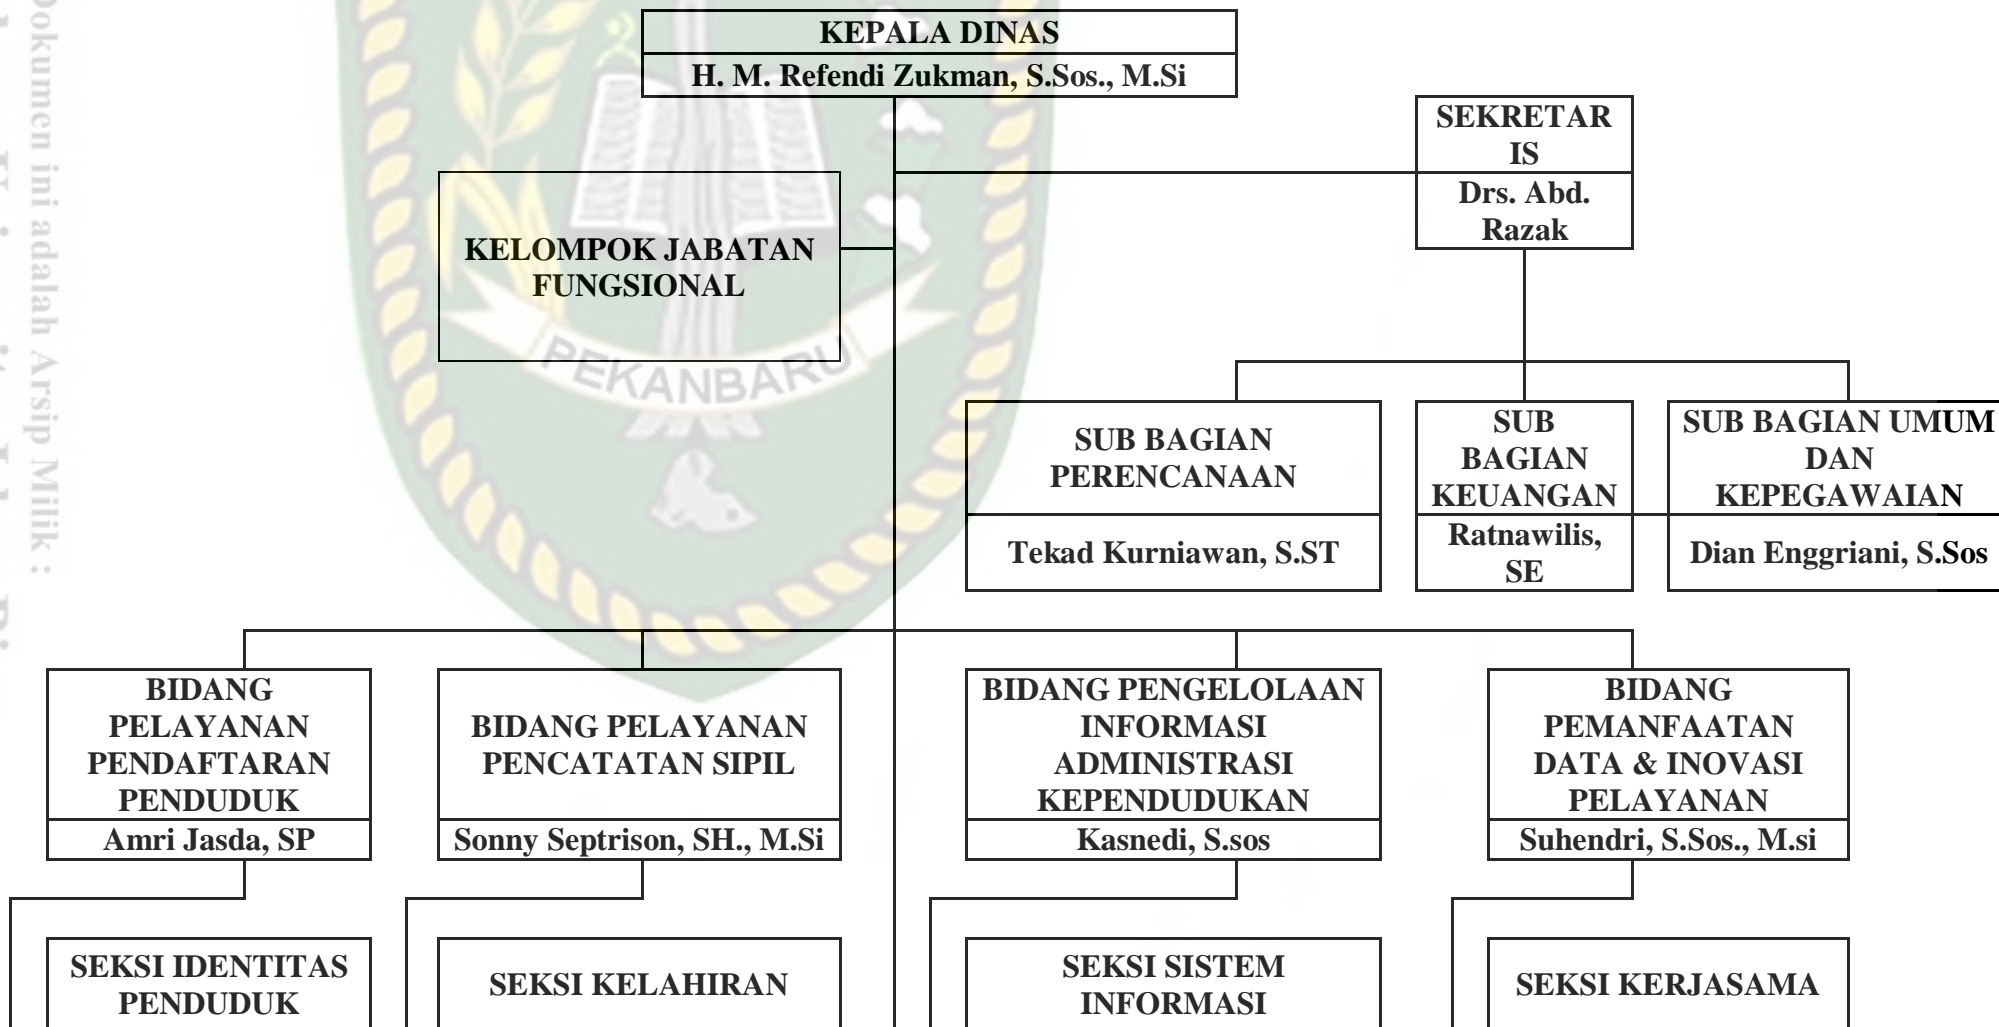 KEPALA DINAS
H. M. Refendi Zukman, S.Sos., M.Si
SEKRETAR
IS
Drs. Abd.
Razak
KELOMPOK JABATAN
FUNGSIONAL
PEKANBARU
SUB BAGIAN
PERENCANAAN
Tekad Kurniawan, S.ST
SUB
BAGIAN
KEUANGAN
Ratnawilis,
SE
SUB BAGIAN UMUM
DAN
KEPEGAWAIAN
Dian Enggriani, S.Sos
BIDANG
PELAYANAN
PENDAFTARAN
PENDUDUK
Amri Jasda, SP
BIDANG PELAYANAN
PENCATATAN SIPIL
Sonny Septrison, SH., M.Si
BIDANG PENGELOLAAN
INFORMASI
ADMINISTRASI
KEPENDUDUKAN
Kasnedi, S.sos
BIDANG
PEMANFAATAN
DATA & INOVASI
PELAYANAN
Suhendri, S.Sos., M.si
SEKSI IDENTITAS
PENDUDUK
SEKSI KELAHIRAN
SEKSI SISTEM
INFORMASI
SEKSI KERJASAMA
Dokumen ini adalah Arsip Milik :